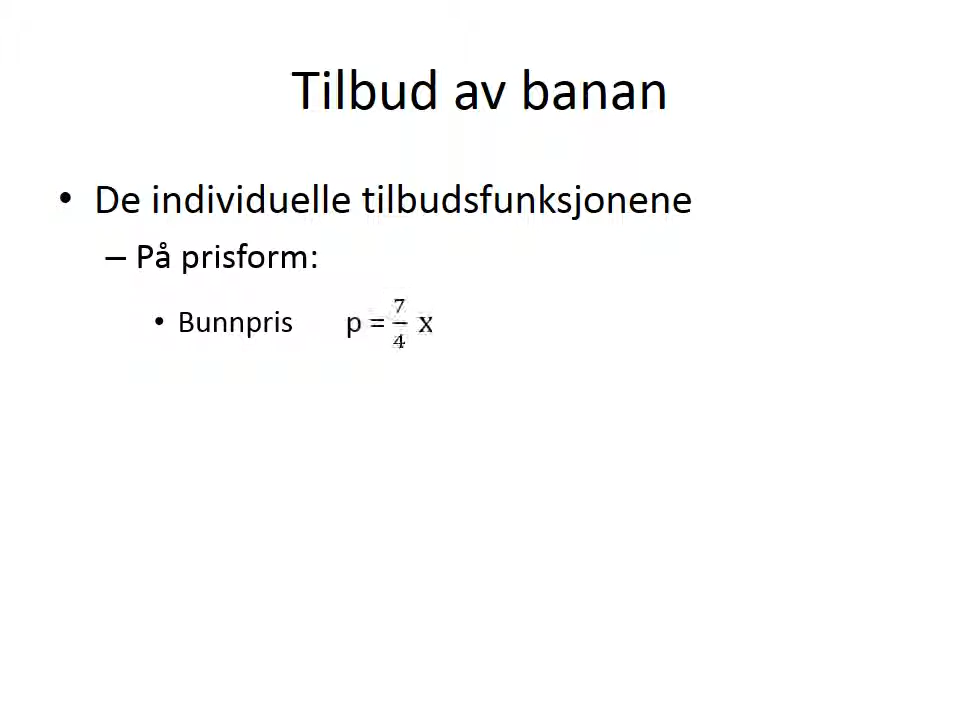 Tilbud av banan
• De individuelle tilbudsfunksjonene
– På prisform:
• Bunnpris p = 7/4 x